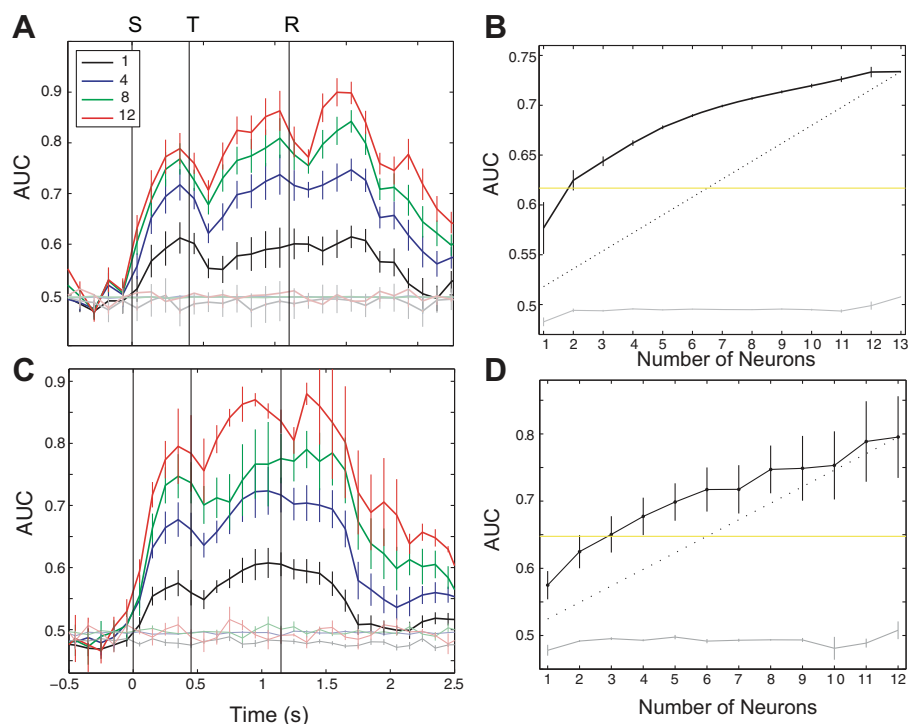 S T R
A
1
4
8
12
0.9
0.8
0.7
0.6
0.5
AUC
B
0.75
0.7
0.65
0.6
0.55
0.5
AUC
1 2 3 4 5 6 7 8 9 10 11 12 13
Number of Neurons
C
0.9
0.8
0.7
0.6
0.5
AUC
−0.5 0 0.5 1 1.5 2 2.5
Time (s)
D
0.8
0.7
0.6
0.5
AUC
1 2 3 4 5 6 7 8 9 10 11 12
Number of Neurons